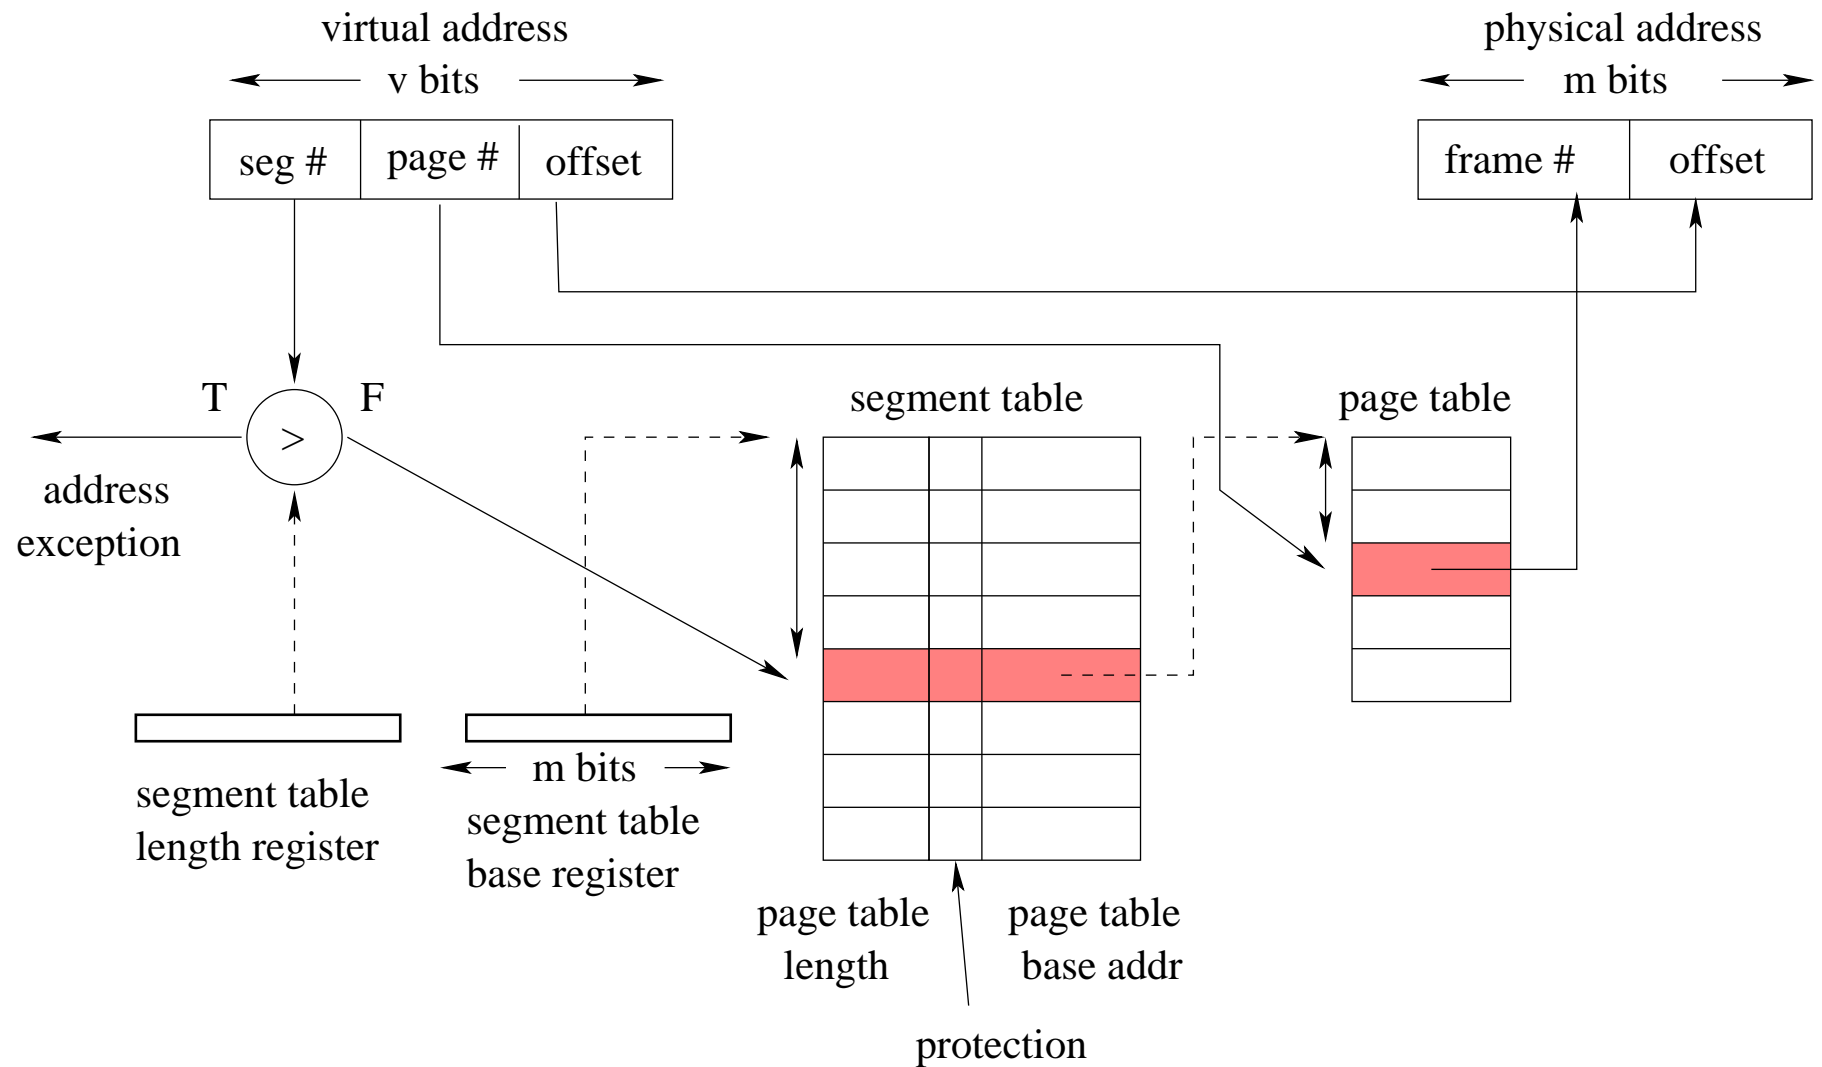 virtual address
v bits
seg #
page #
offset
physical address
m bits
frame #
offset
T
F
>
address
exception
segment table
page table
segment table
length register
m bits
segment table
base register
page table
length
page table
base addr
protection